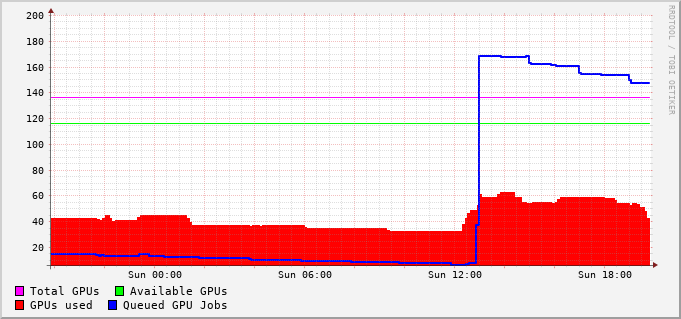 200
180
160
140
120
100
80
60
40
20
Sun 00:00 Sun 06:00 Sun 12:00 Sun 18:00
Total GPUs Available GPUs
GPUs used Queued GPU Jobs
RRDTOOL / TOBI OETIKER